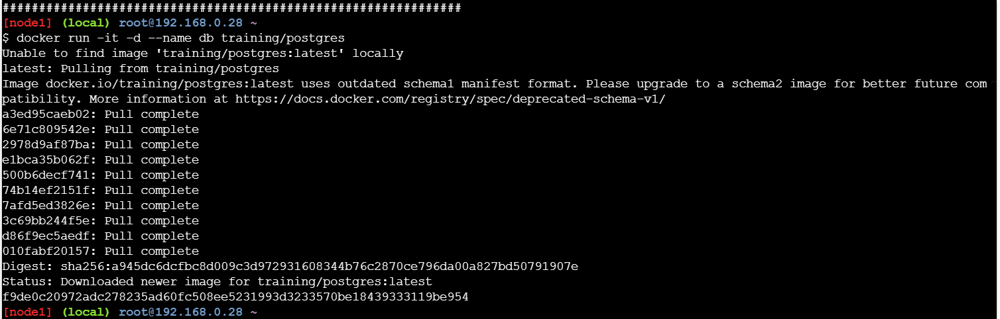 ###############################################################
[node1] (local) root@192.168.0.28 ~
$ docker run -it -d --name db training/postgres
Unable to find image 'training/postgres:latest' locally
latest: Pulling from training/postgres
Image docker.io/training/postgres:latest uses outdated schema1 manifest format. Please upgrade to a schema2 image for better future com
patibility. More information at https://docs.docker.com/registry/spec/deprecated-schema-v1/
a3ed95caeb02: Pull complete
6e71c809542e: Pull complete
2978d9af87ba: Pull complete
e1bca35b062f: Pull complete
500b6decf741: Pull complete
74b14ef2151f: Pull complete
7afd5ed3826e: Pull complete
3c69bb244f5e: Pull complete
d86f9ec5aedf: Pull complete
010fabf20157: Pull complete
Digest: sha256:a945dc6dcfbc8d009c3d972931608344b76c2870ce796da00a827bd50791907e
Status: Downloaded newer image for training/postgres:latest
f9de0c20972adc278235ad60fc508ee5231993d3233570be18439333119be954
[node1] (local) root@192.168.0.28 ~